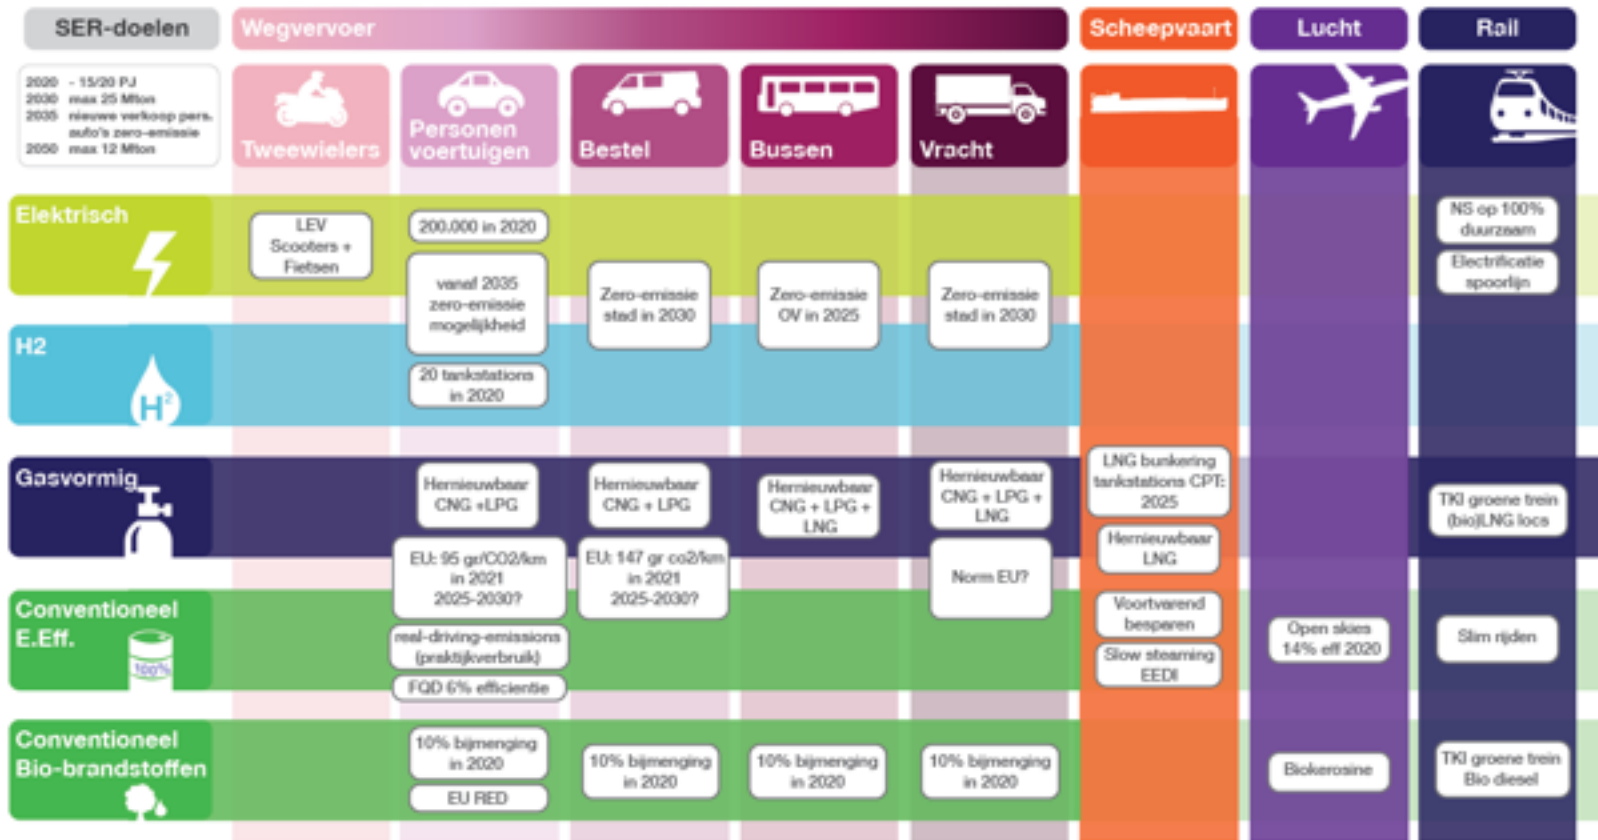 SER-doelen
Wegvervoer
Scheepvaart
Lucht
Rail
2020 - 15/20 PJ
2030 max 25 Mton
2035 nieuwe verkoop pers.
auto's zero-emissie
2050 max 12 Mton
Tweewielers
Personen
voertuigen
Bestel
Bussen
Vracht
Elektrisch
LEV
Scooters +
Fietsen
200.000 in 2020
vanaf 2035
zero-emissie
mogelijkheid
Zero-emissie
stad in 2030
Zero-emissie
OV in 2025
Zero-emissie
stad in 2030
NS op 100%
duurzaam
Electrificatie
spoorlijn
H2
H²
20 tankstations
in 2020
Gasvormig
Hernieuwbaar
CNG +LPG
Hernieuwbaar
CNG + LPG
Hernieuwbaar
CNG + LPG +
LNG
Hernieuwbaar
CNG + LPG +
LNG
LNG bunkering
tankstations CPT:
2025
Hernieuwbaar
LNG
TKI groene trein
(bio)LNG locs
EU: 95 gr/CO2/km
in 2021
2025-2030?
EU: 147 gr co2/km
in 2021
2025-2030?
Norm EU?
Conventioneel
E.Eff.
100%
real-driving-emissions
(praktijkverbruik)
FQD 6% efficientie
Voortvarend
besparen
Slow steaming
EEDI
Open skies
14% eff 2020
Slim rijden
Conventioneel
Bio-brandstoffen
10% bijmenging
in 2020
EU RED
10% bijmenging
in 2020
10% bijmenging
in 2020
10% bijmenging
in 2020
Biokerosine
TKI groene trein
Bio diesel